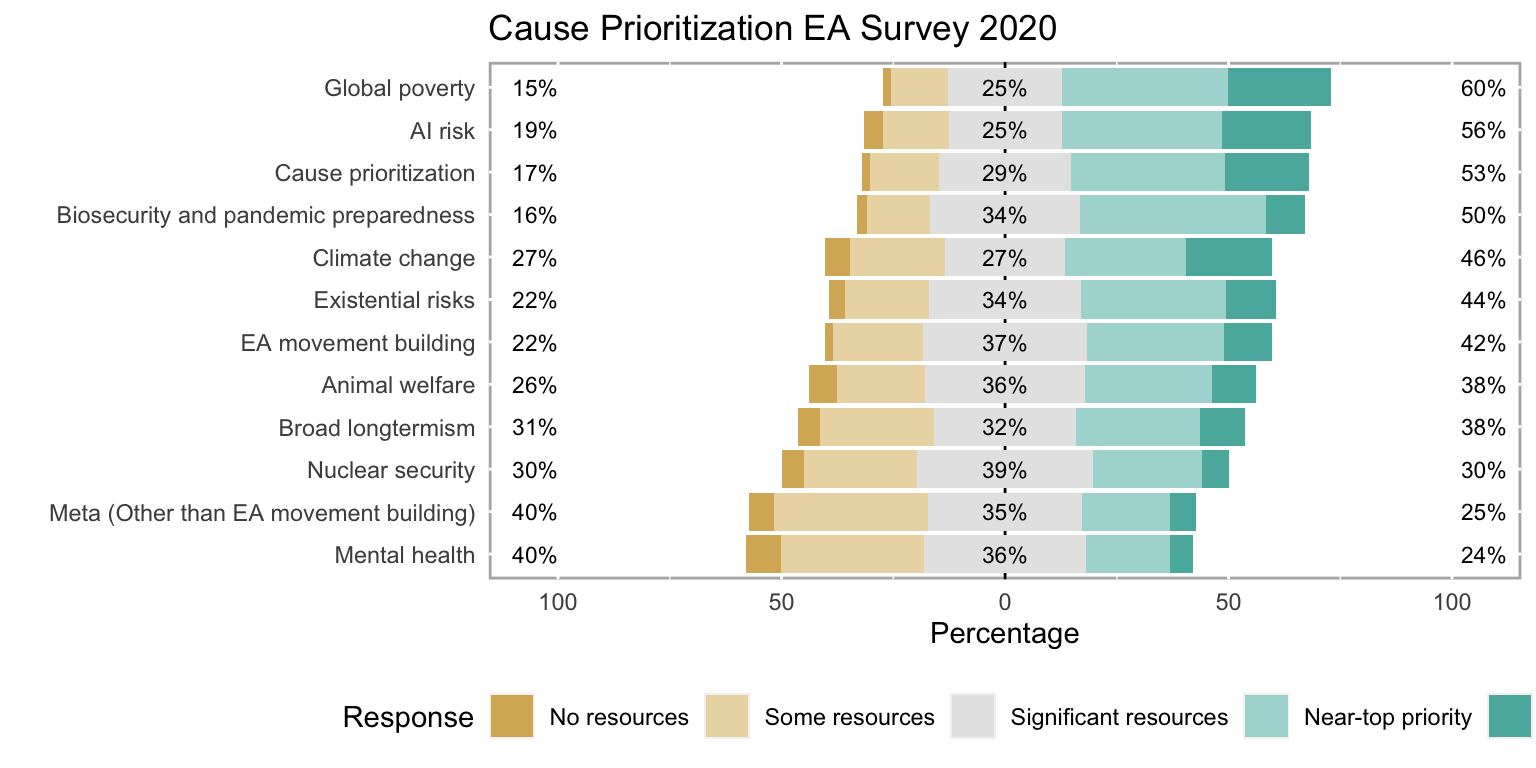 Cause Prioritization EA Survey 2020
Global poverty 15% 25% 60%
AI risk 19% 25% 56%
Cause prioritization 17% 29% 53%
Biosecurity and pandemic preparedness 16% 34% 50%
Climate change 27% 27% 46%
Existential risks 22% 34% 44%
EA movement building 22% 37% 42%
Animal welfare 26% 36% 38%
Broad longtermism 31% 32% 38%
Nuclear security 30% 39% 30%
Meta (Other than EA movement building) 40% 35% 25%
Mental health 40% 36% 24%
100 50 0 50 100
Percentage
Response No resources Some resources Significant resources Near-top priority